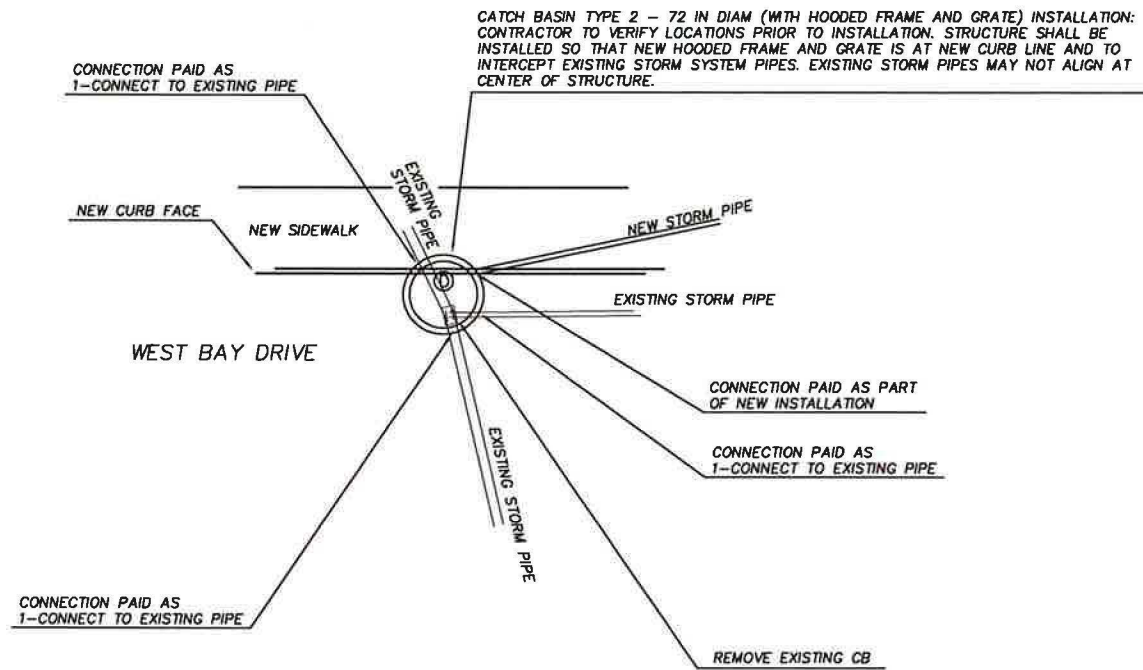 CATCH BASIN TYPE 2 – 72 IN DIAM (WITH HOODED FRAME AND GRATE) INSTALLATION:
CONTRACTOR TO VERIFY LOCATIONS PRIOR TO INSTALLATION. STRUCTURE SHALL BE
INSTALLED SO THAT NEW HOODED FRAME AND GRATE IS AT NEW CURB LINE AND TO
INTERCEPT EXISTING STORM SYSTEM PIPES. EXISTING STORM PIPES MAY NOT ALIGN AT
CENTER OF STRUCTURE.
CONNECTION PAID AS
1-CONNECT TO EXISTING PIPE
EXISTING
STORM PIPE
NEW CURB FACE
NEW SIDEWALK
NEW STORM PIPE
EXISTING STORM PIPE
WEST BAY DRIVE
CONNECTION PAID AS PART
OF NEW INSTALLATION
CONNECTION PAID AS
1-CONNECT TO EXISTING PIPE
EXISTING STORM PIPE
CONNECTION PAID AS
1-CONNECT TO EXISTING PIPE
REMOVE EXISTING CB